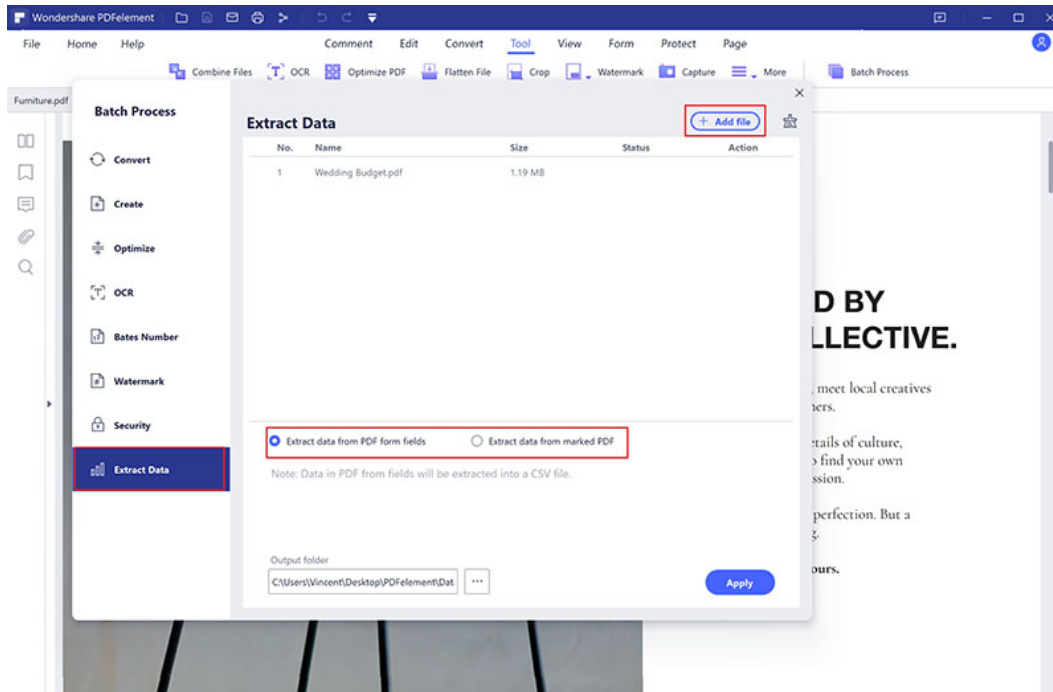 Wondershare PDFelement
File Home Help Comment Edit Convert Tool View Form Protect Page
Combine Files OCR Optimize PDF Flatten File Crop Watermark Capture More Batch Process
Furniture.pdf
Batch Process
Convert
Create
Optimize
OCR
Bates Number
Watermark
Security
Extract Data
Extract Data
+ Add file
No. Name Size Status Action
1 Wedding Budget.pdf 1.19 MB
Extract data from PDF form fields Extract data from marked PDF
Note: Data in PDF from fields will be extracted into a CSV file.
Output folder
C:\Users\Vincent\Desktop\PDFelement\Dat ...
Apply
D BY
LLECTIVE.
, meet local creatives
ners.
etails of culture,
o find your own
ssion.
perfection. But a
ours.